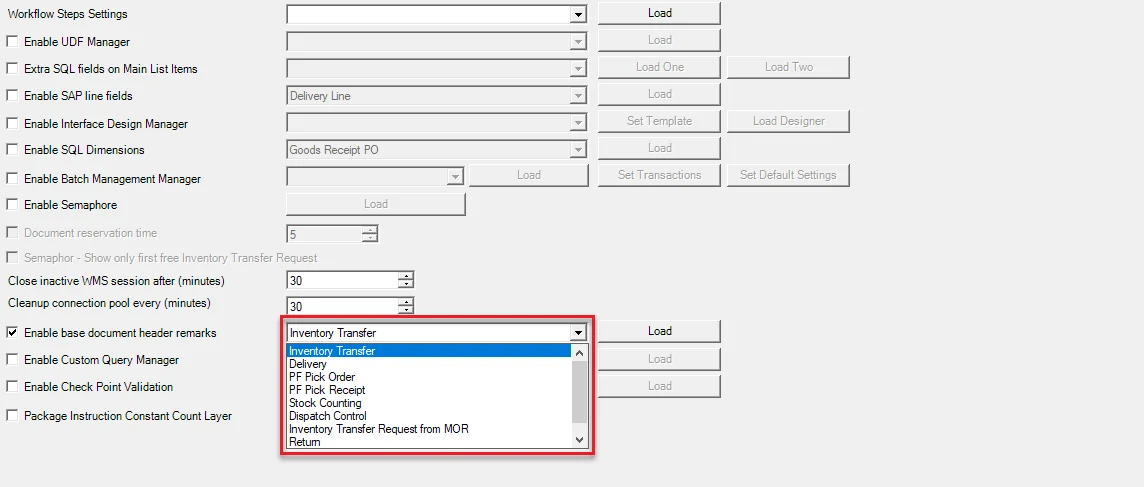 Workflow Steps Settings Load
Enable UDF Manager Load
Extra SQL fields on Main List Items Load One Load Two
Enable SAP line fields Delivery Line Load
Enable Interface Design Manager Set Template Load Designer
Enable SQL Dimensions Goods Receipt PO Load
Enable Batch Management Manager Load Set Transactions Set Default Settings
Enable Semaphore Load
Document reservation time 5
Semaphor - Show only first free Inventory Transfer Request
Close inactive WMS session after (minutes) 30
Cleanup connection pool every (minutes) 30
Enable base document header remarks Inventory Transfer Load
Enable Custom Query Manager Load
Enable Check Point Validation Load
Package Instruction Constant Count Layer
Inventory Transfer
Delivery
PF Pick Order
PF Pick Receipt
Stock Counting
Dispatch Control
Inventory Transfer Request from MOR
Return